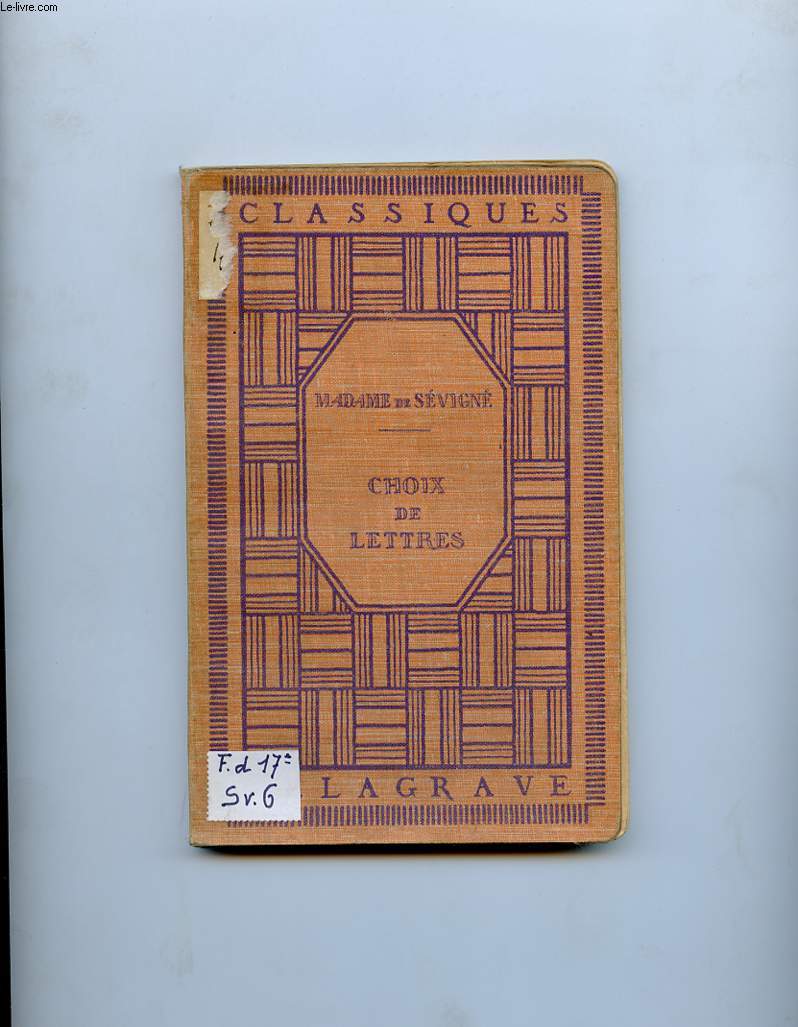 Le-livre.com
CLASSIQUES
MADAME DE SÉVIGNÉ
CHOIX
DE
LETTRES
F.d 17e
Sv.6
LAGRAVE